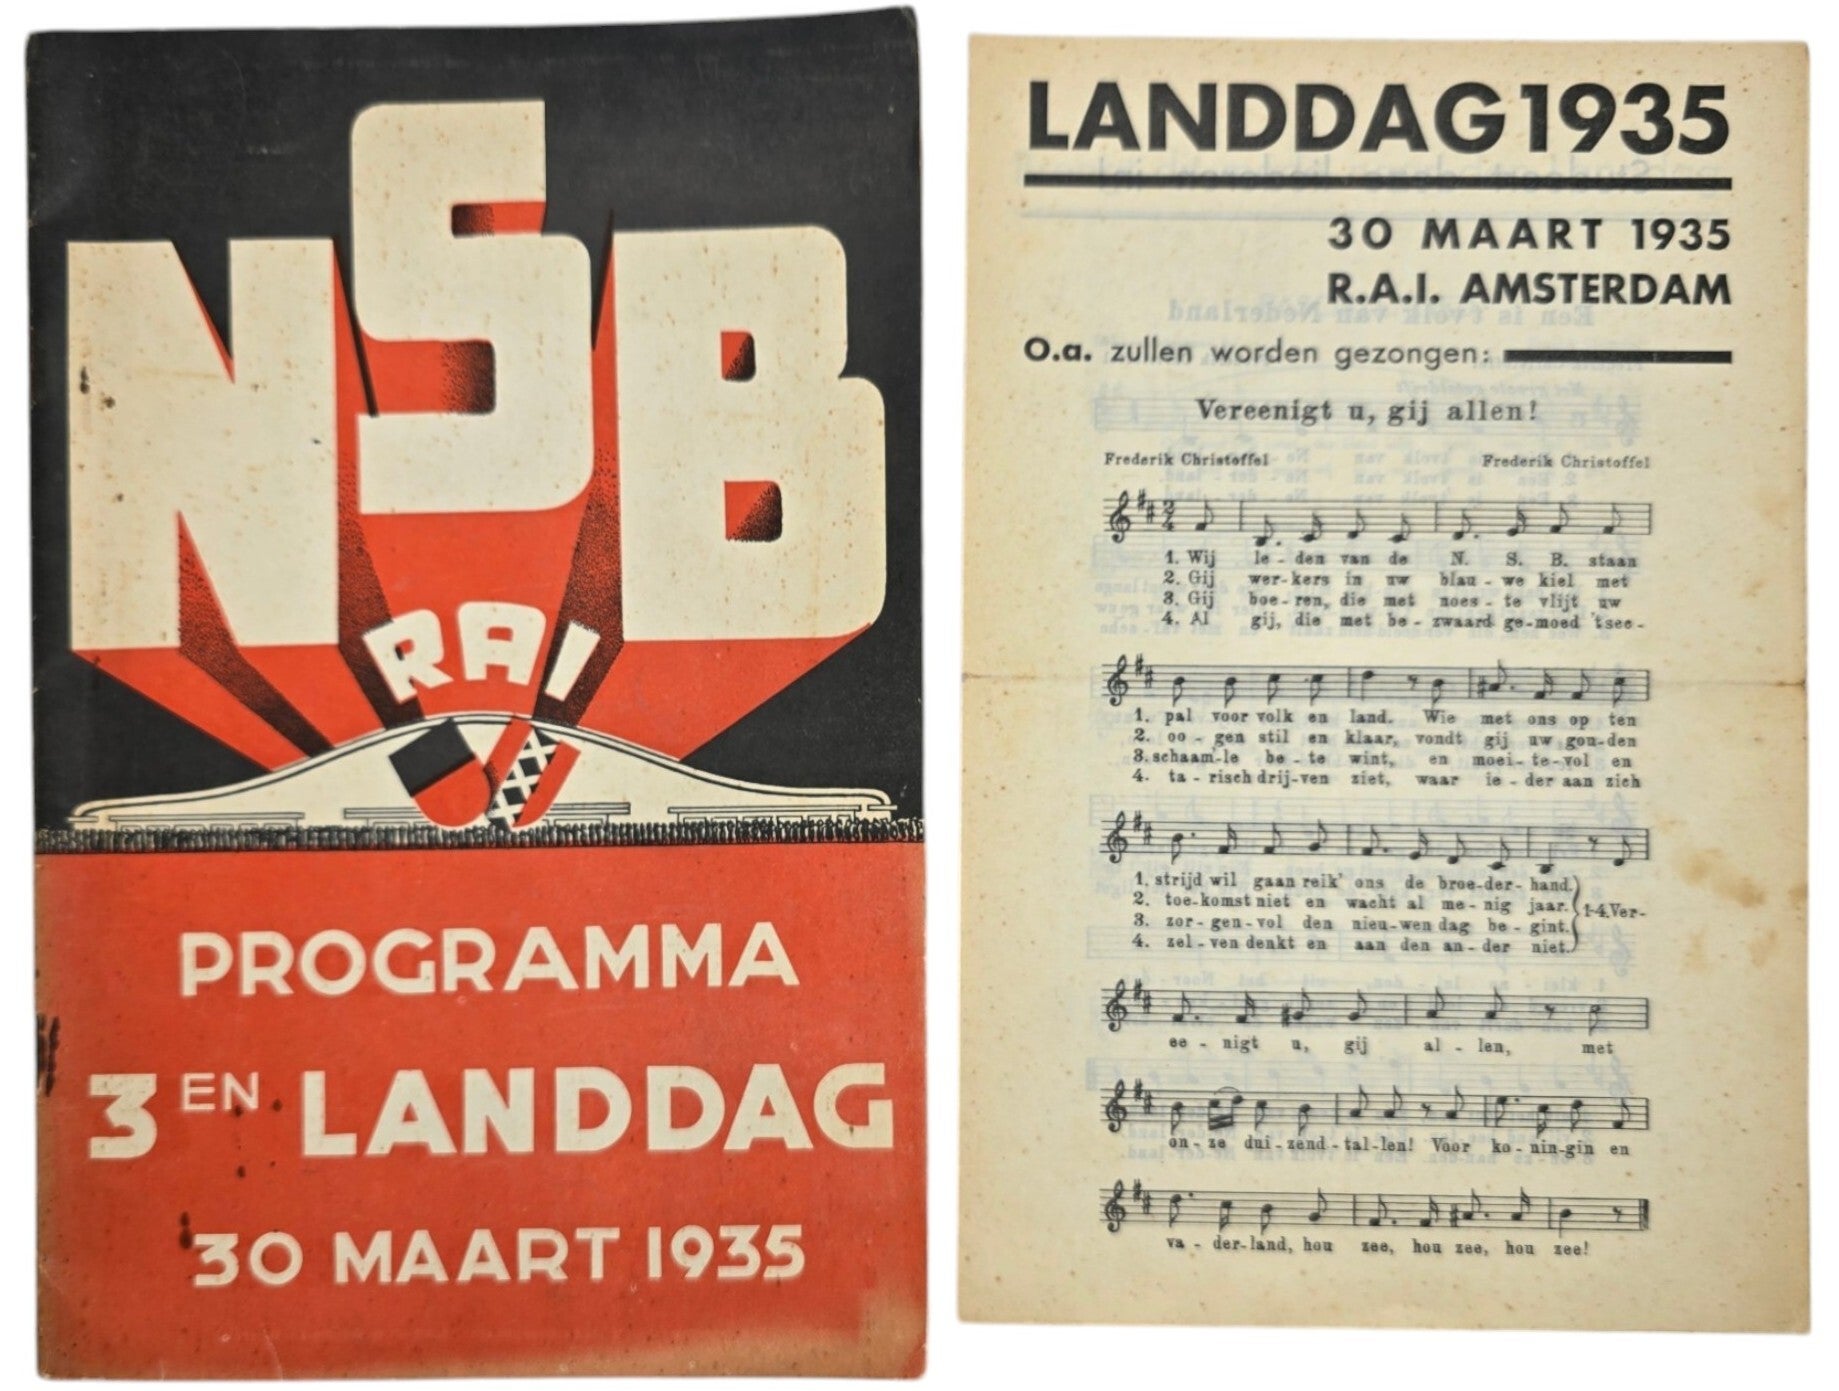 NSB
RAI
PROGRAMMA
3EN LANDDAG
30 MAART 1935
LANDDAG 1935
30 MAART 1935
R.A.I. AMSTERDAM
O.a. zullen worden gezongen:
Vereenigt u, gij allen!
Frederik Christoffel Frederik Christoffel
1. Wij le - den van de N. S. B. staan
2. Gij wer-kers in uw blau - we kiel met
3. Gij boe-ren, die met noes - te vlijt uw
4. Al gij, die met be - zwaard ge-moed 'tsee-
1. pal voor volk en land. Wie met ons op ten
2. oo - gen stil en klaar, vondt gij uw gou-den
3. schaam'-le be - te wint, en moei - te-vol en
4. ta - risch drij-ven ziet, waar ie - der aan zich
1. strijd wil gaan reik' ons de broe-der-hand.
2. toe-komst niet en wacht al me-nig jaar. 1-4. Ver-
3. zor-gen-vol den nieu-wen dag be-gint.
4. zel-ven denkt en aan den an-der niet.
ee - nigt u, gij al - len, met
on-ze dui-zend-tal-len! Voor ko-nin-gin en
va - der-land, hou zee, hou zee, hou zee!